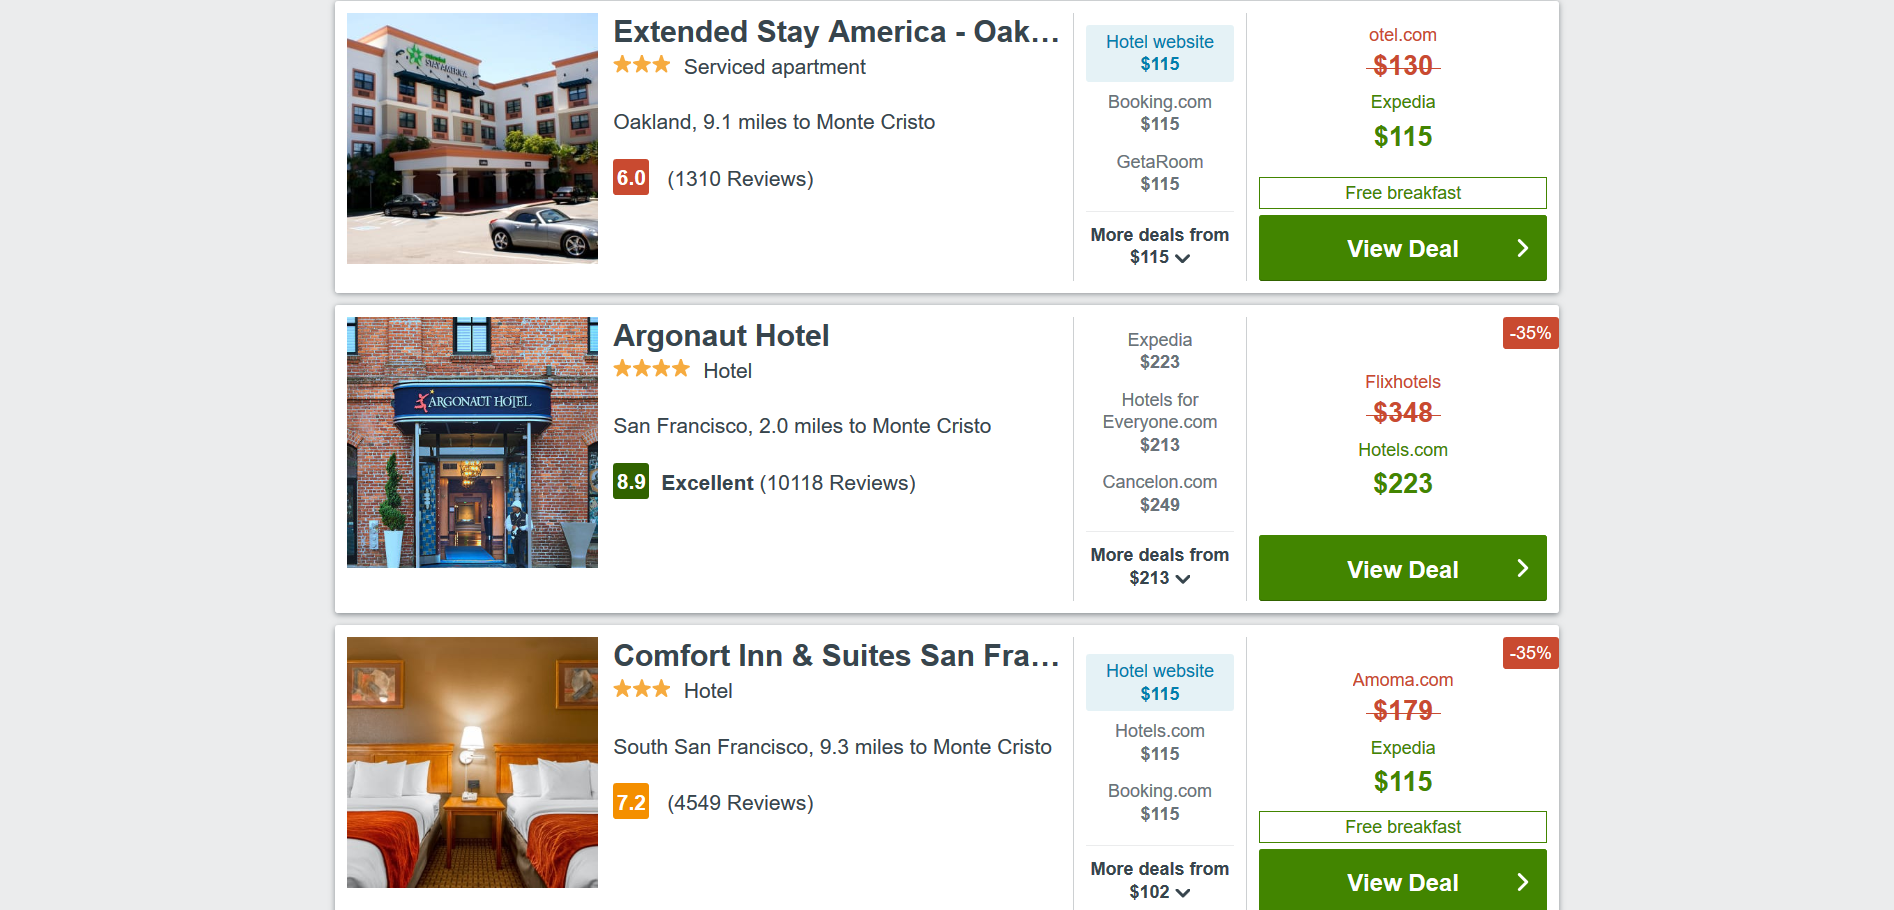 Extended Stay America - Oak...
Serviced apartment
Oakland, 9.1 miles to Monte Cristo
6.0 (1310 Reviews)
Hotel website
$115
Booking.com
$115
GetaRoom
$115
More deals from
$115
otel.com
$130
Expedia
$115
Free breakfast
View Deal
ARGONAUT HOTEL
Argonaut Hotel
Hotel
San Francisco, 2.0 miles to Monte Cristo
8.9 Excellent (10118 Reviews)
Expedia
$223
Hotels for
Everyone.com
$213
Cancelon.com
$249
More deals from
$213
-35%
Flixhotels
$348
Hotels.com
$223
View Deal
Comfort Inn & Suites San Fra...
Hotel
South San Francisco, 9.3 miles to Monte Cristo
7.2 (4549 Reviews)
Hotel website
$115
Hotels.com
$115
Booking.com
$115
More deals from
$102
-35%
Amoma.com
$179
Expedia
$115
Free breakfast
View Deal